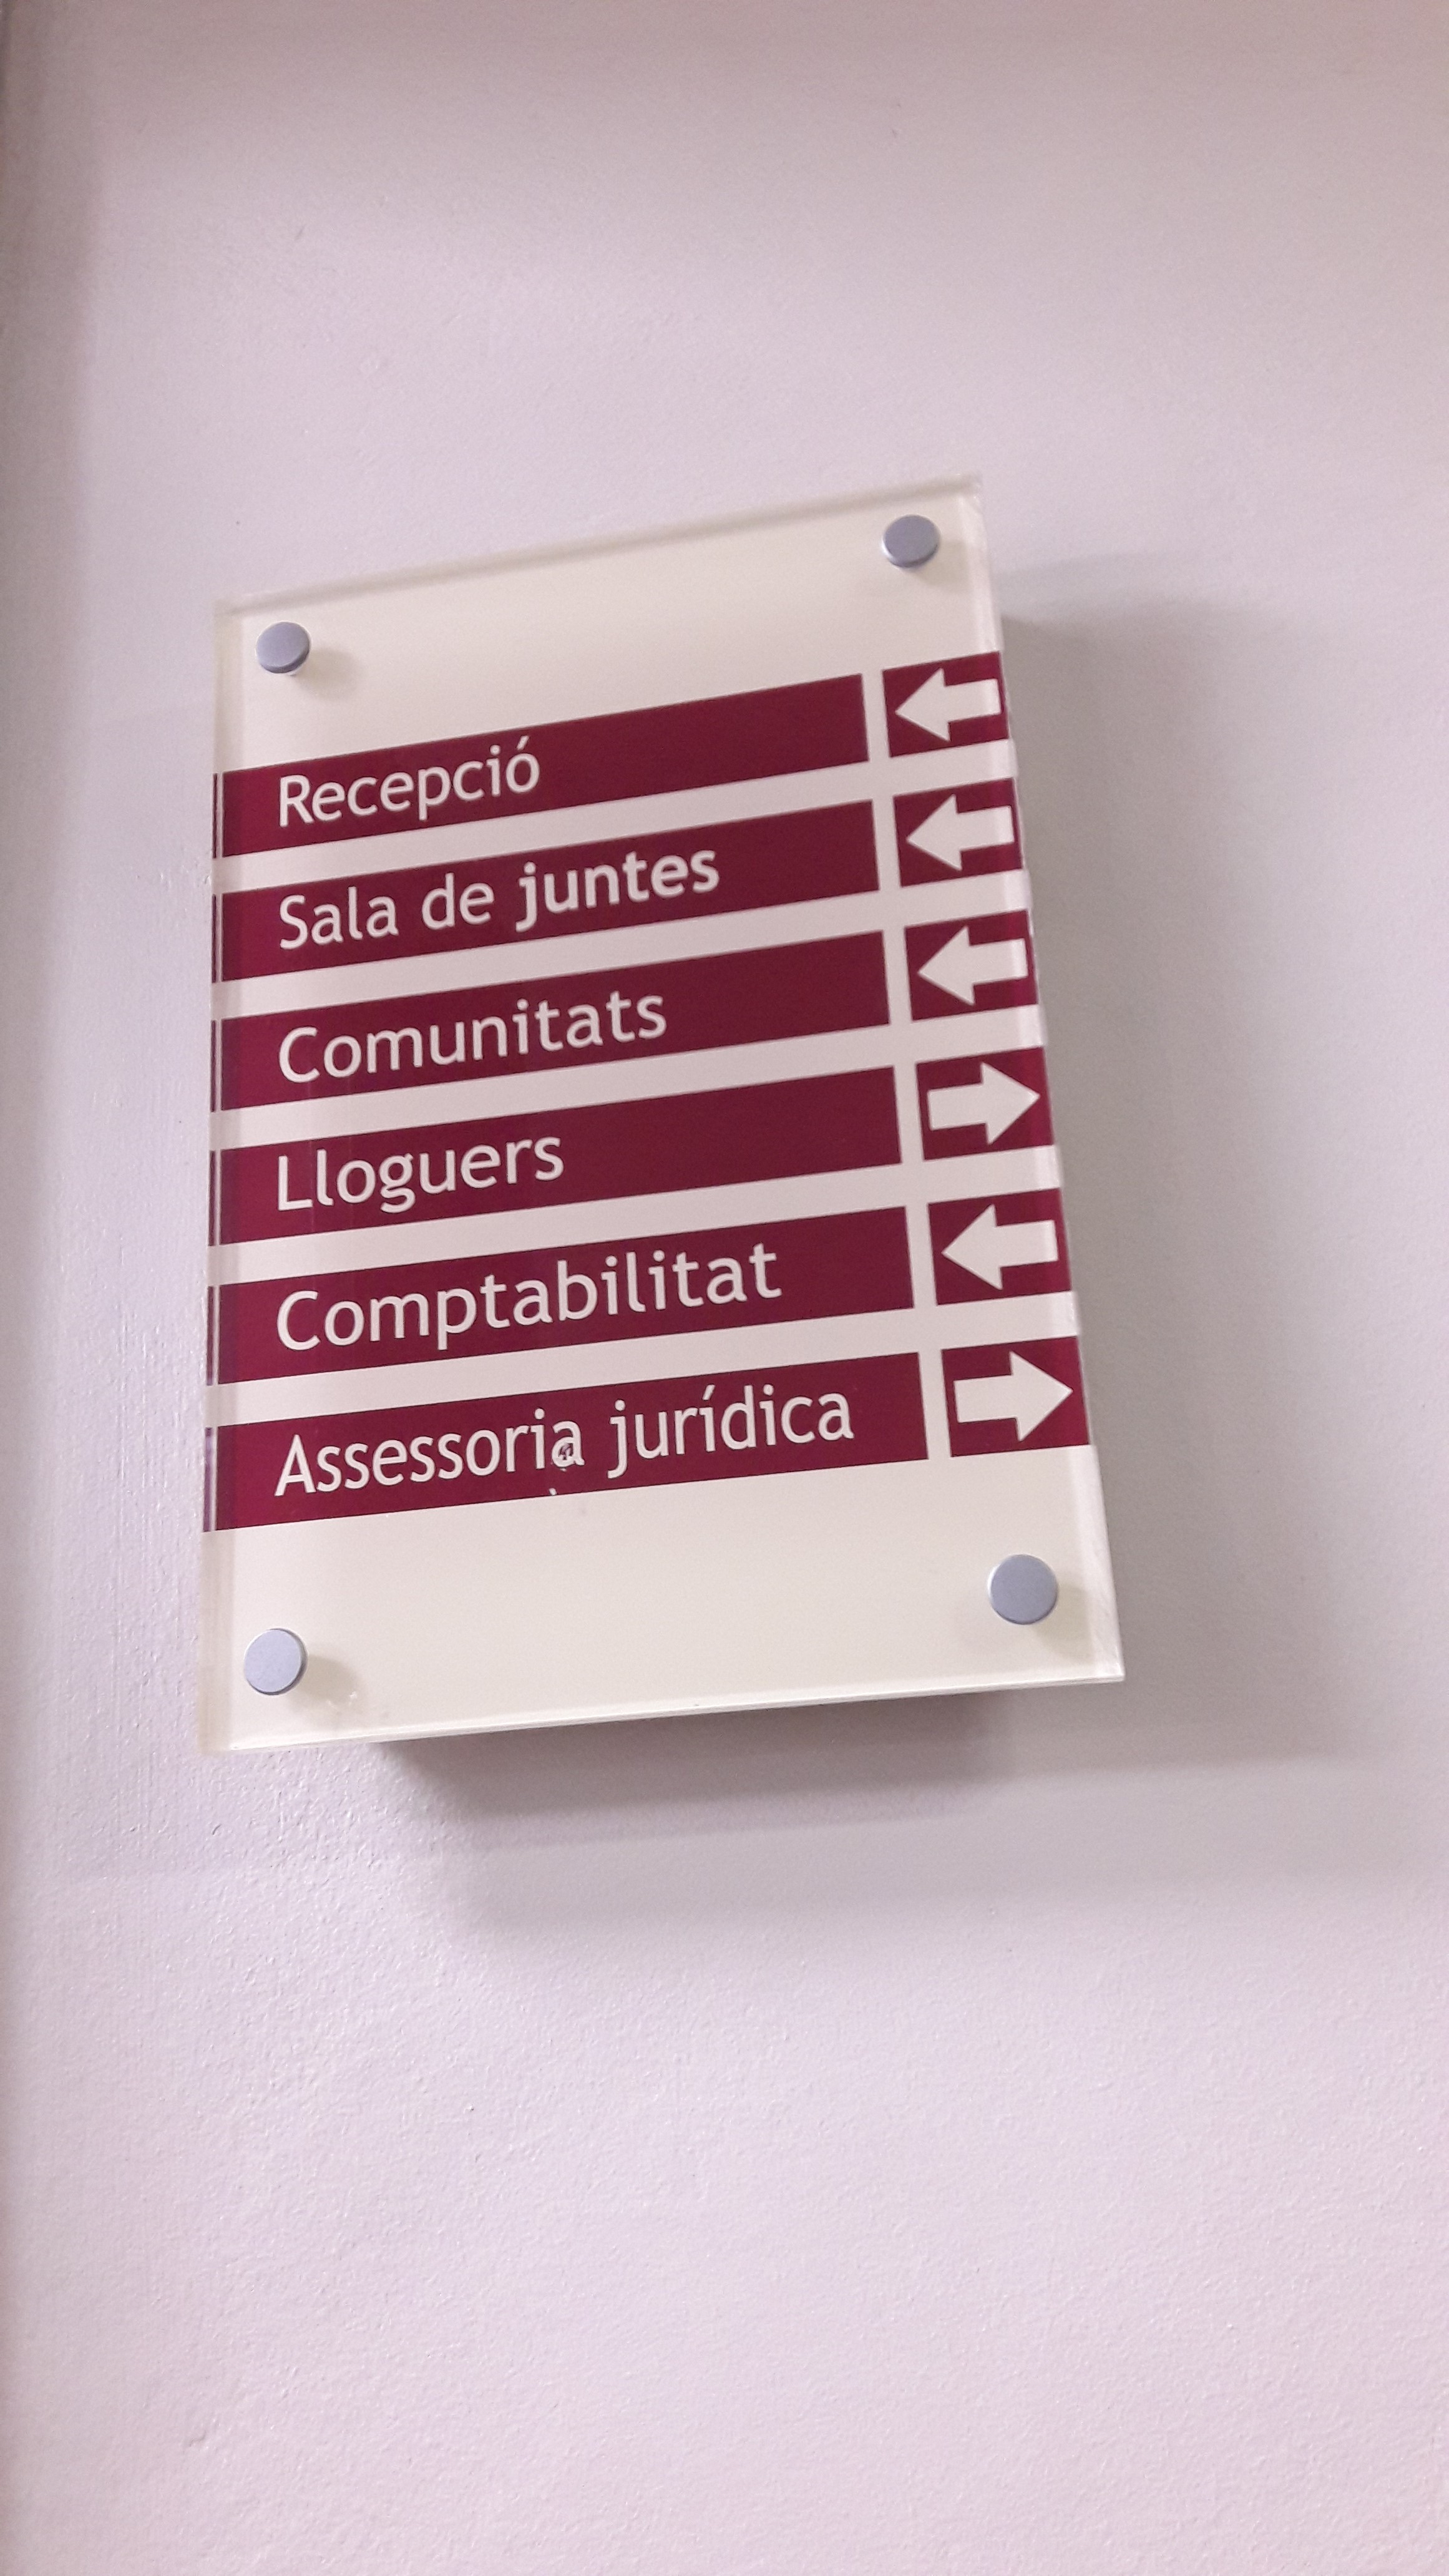 Recepció
Sala de juntes
Comunitats
Lloguers
Comptabilitat
Assessoria jurídica